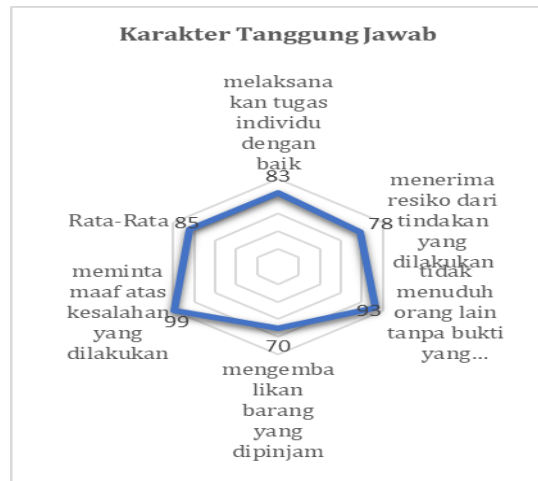 Karakter Tanggung Jawab
melaksana
kan tugas
individu
dengan
baik
83
menerima
resiko dari
tindakan
yang
dilakukan
78
tidak
menuduh
orang lain
tanpa bukti
yang...
93
70
mengemba
likan
barang
yang
dipinjam
meminta
maaf atas
kesalahan
yang
dilakukan
99
Rata-Rata
85